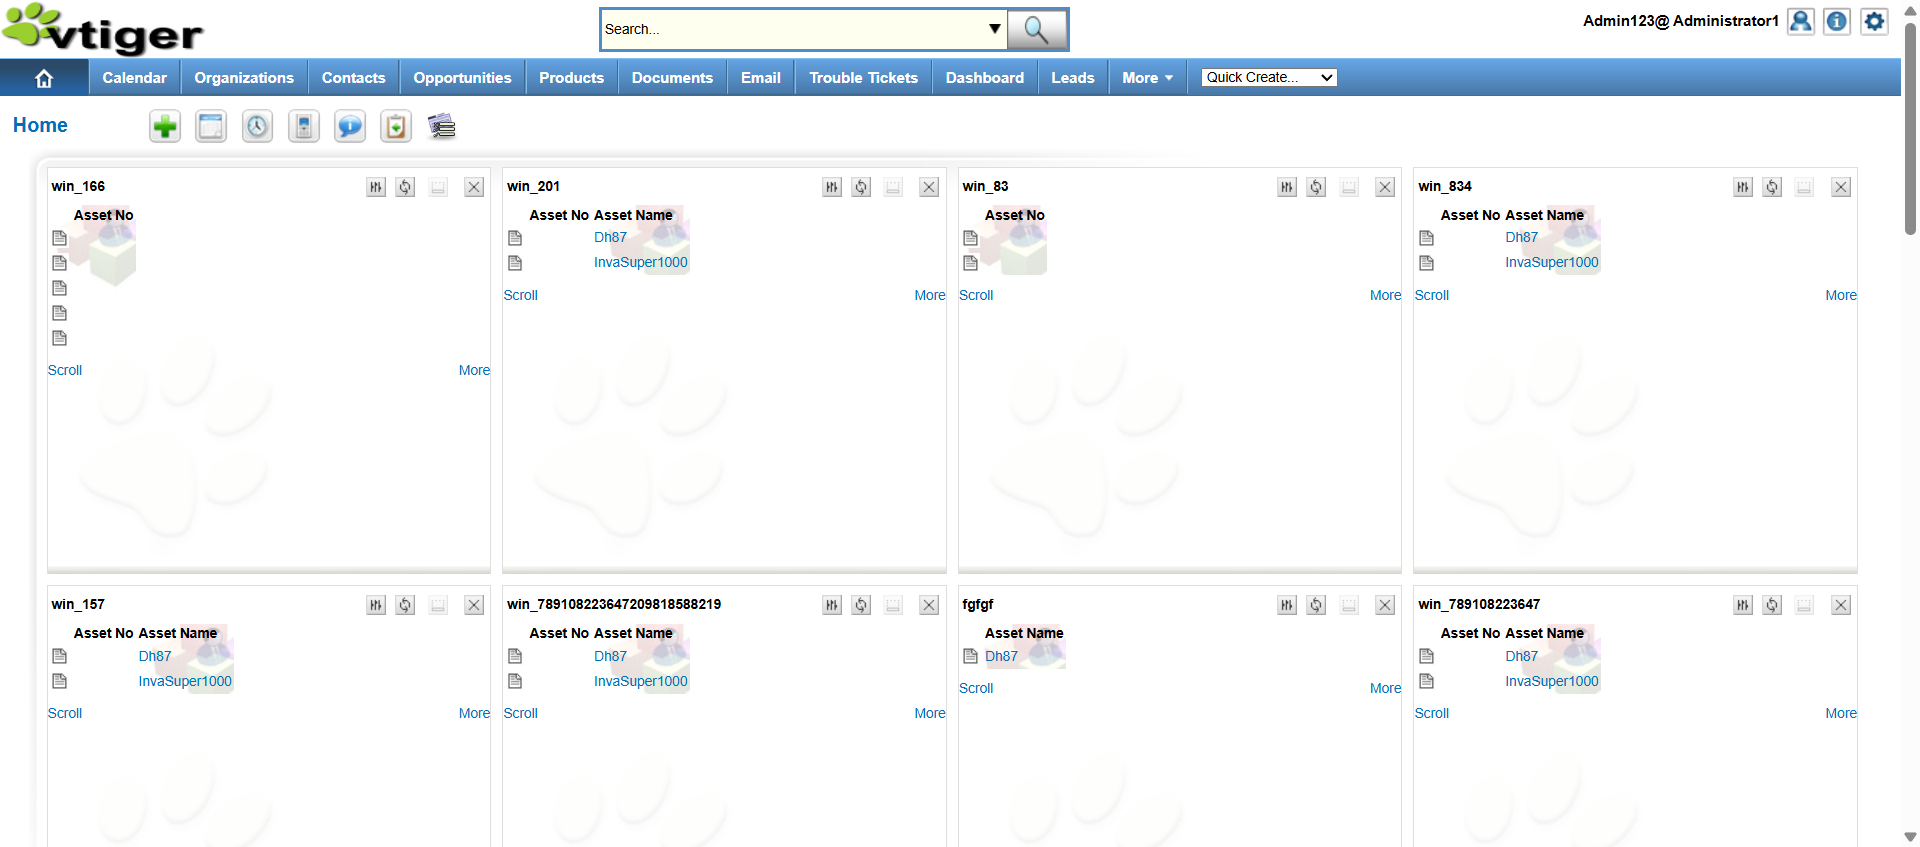 vtiger
Search...
Admin123@ Administrator1
Calendar Organizations Contacts Opportunities Products Documents Email Trouble Tickets Dashboard Leads More Quick Create...
Home
win_166
Asset No
Scroll More
win_201
Asset No Asset Name
Dh87
InvaSuper1000
Scroll More
win_83
Asset No
Scroll More
win_834
Asset No Asset Name
Dh87
InvaSuper1000
Scroll More
win_157
Asset No Asset Name
Dh87
InvaSuper1000
Scroll More
win_789108223647209818588219
Asset No Asset Name
Dh87
InvaSuper1000
Scroll More
fgfgf
Asset Name
Dh87
Scroll More
win_789108223647
Asset No Asset Name
Dh87
InvaSuper1000
Scroll More